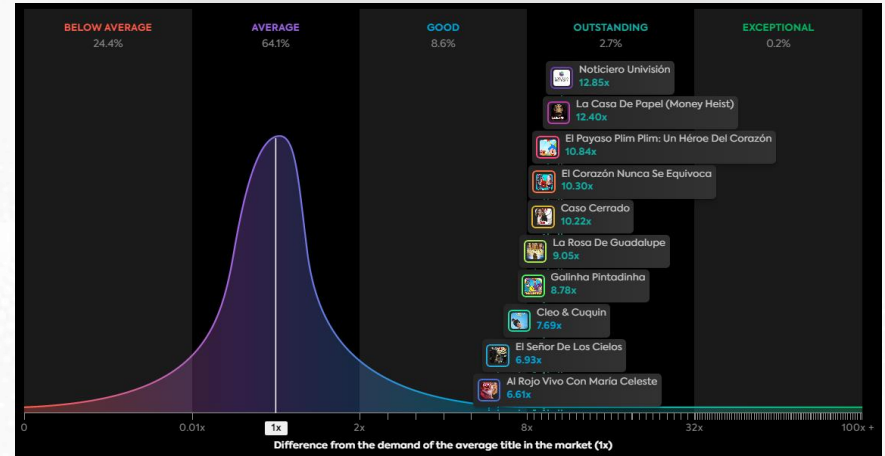 BELOW AVERAGE
24.4%
AVERAGE
64.1%
GOOD
8.6%
OUTSTANDING
2.7%
EXCEPTIONAL
0.2%
Noticiero Univisión
12.85x
La Casa De Papel (Money Heist)
12.40x
El Payaso Plim Plim: Un Héroe Del Corazón
10.84x
El Corazón Nunca Se Equivoca
10.30x
Caso Cerrado
10.22x
La Rosa De Guadalupe
9.05x
Galinha Pintadinha
8.78x
Cleo & Cuquin
7.69x
El Señor De Los Cielos
6.93x
Al Rojo Vivo Con María Celeste
6.61x
0 0.01x 1x 2x 8x 32x 100x +
Difference from the demand of the average title in the market (1x)